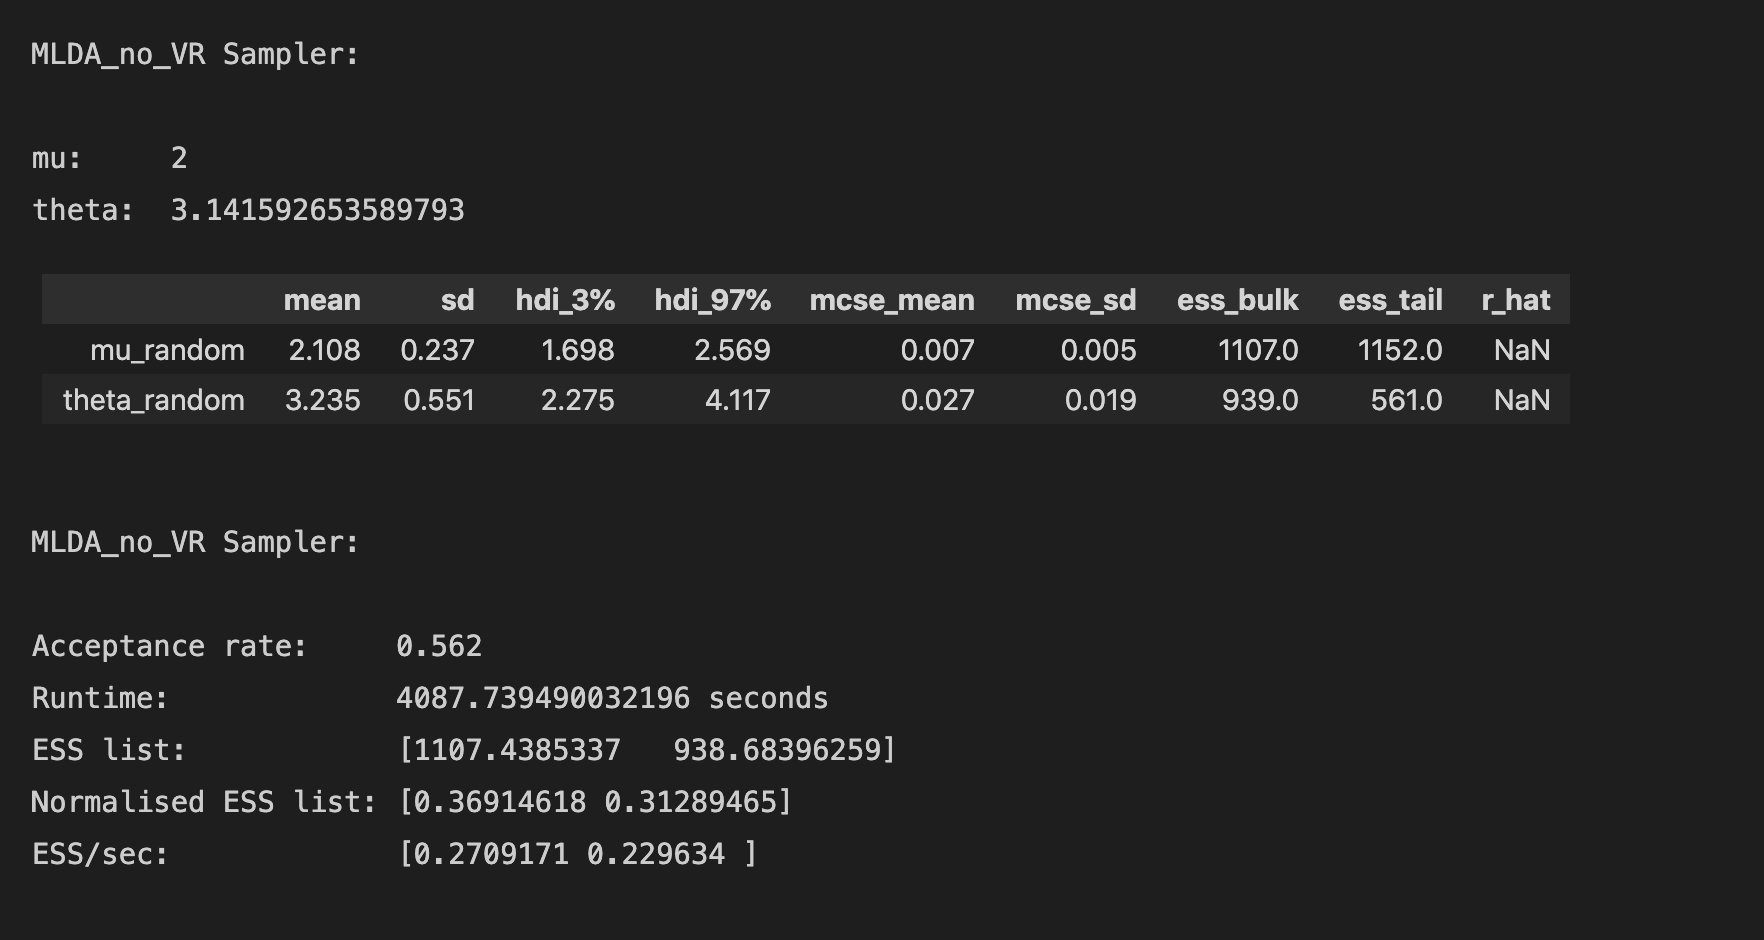 MLDA_no_VR Sampler:
mu: 2
theta: 3.141592653589793
mean sd hdi_3% hdi_97% mcse_mean mcse_sd ess_bulk ess_tail r_hat
mu_random 2.108 0.237 1.698 2.569 0.007 0.005 1107.0 1152.0 NaN
theta_random 3.235 0.551 2.275 4.117 0.027 0.019 939.0 561.0 NaN
MLDA_no_VR Sampler:
Acceptance rate: 0.562
Runtime: 4087.739490032196 seconds
ESS list: [1107.4385337 938.68396259]
Normalised ESS list: [0.36914618 0.31289465]
ESS/sec: [0.2709171 0.229634 ]